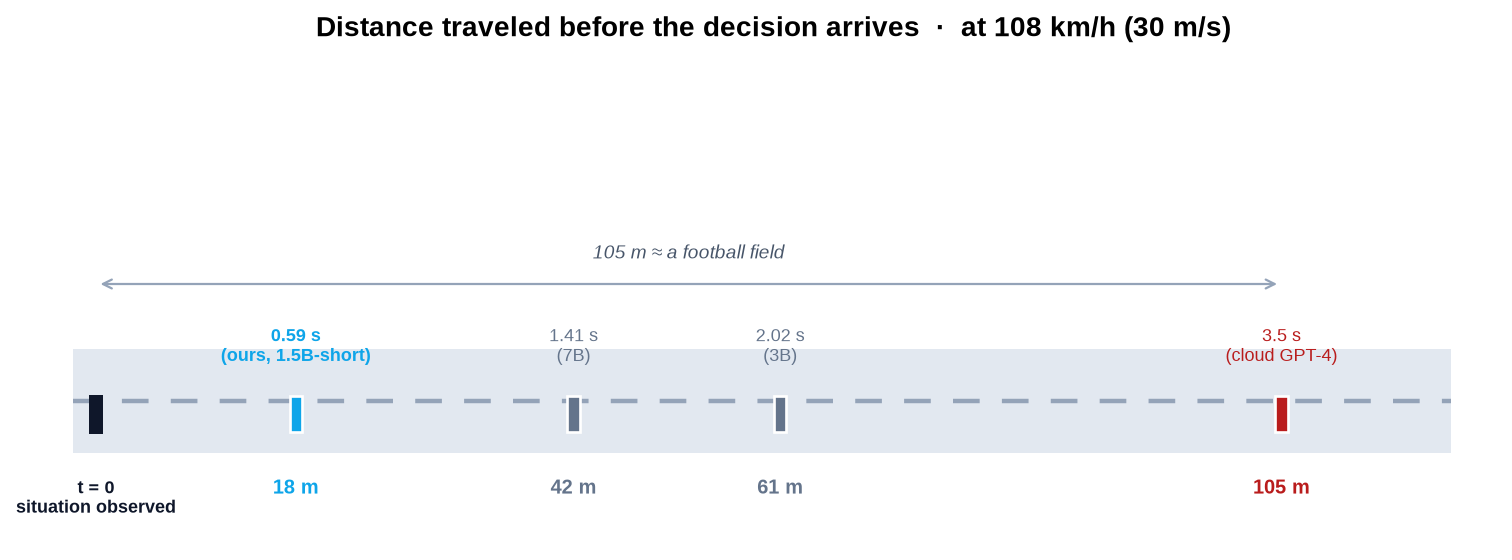 Distance traveled before the decision arrives · at 108 km/h (30 m/s)
105 m ≈ a football field
0.59 s
(ours, 1.5B-short)
1.41 s
(7B)
2.02 s
(3B)
3.5 s
(cloud GPT-4)
t = 0
situation observed
18 m
42 m
61 m
105 m